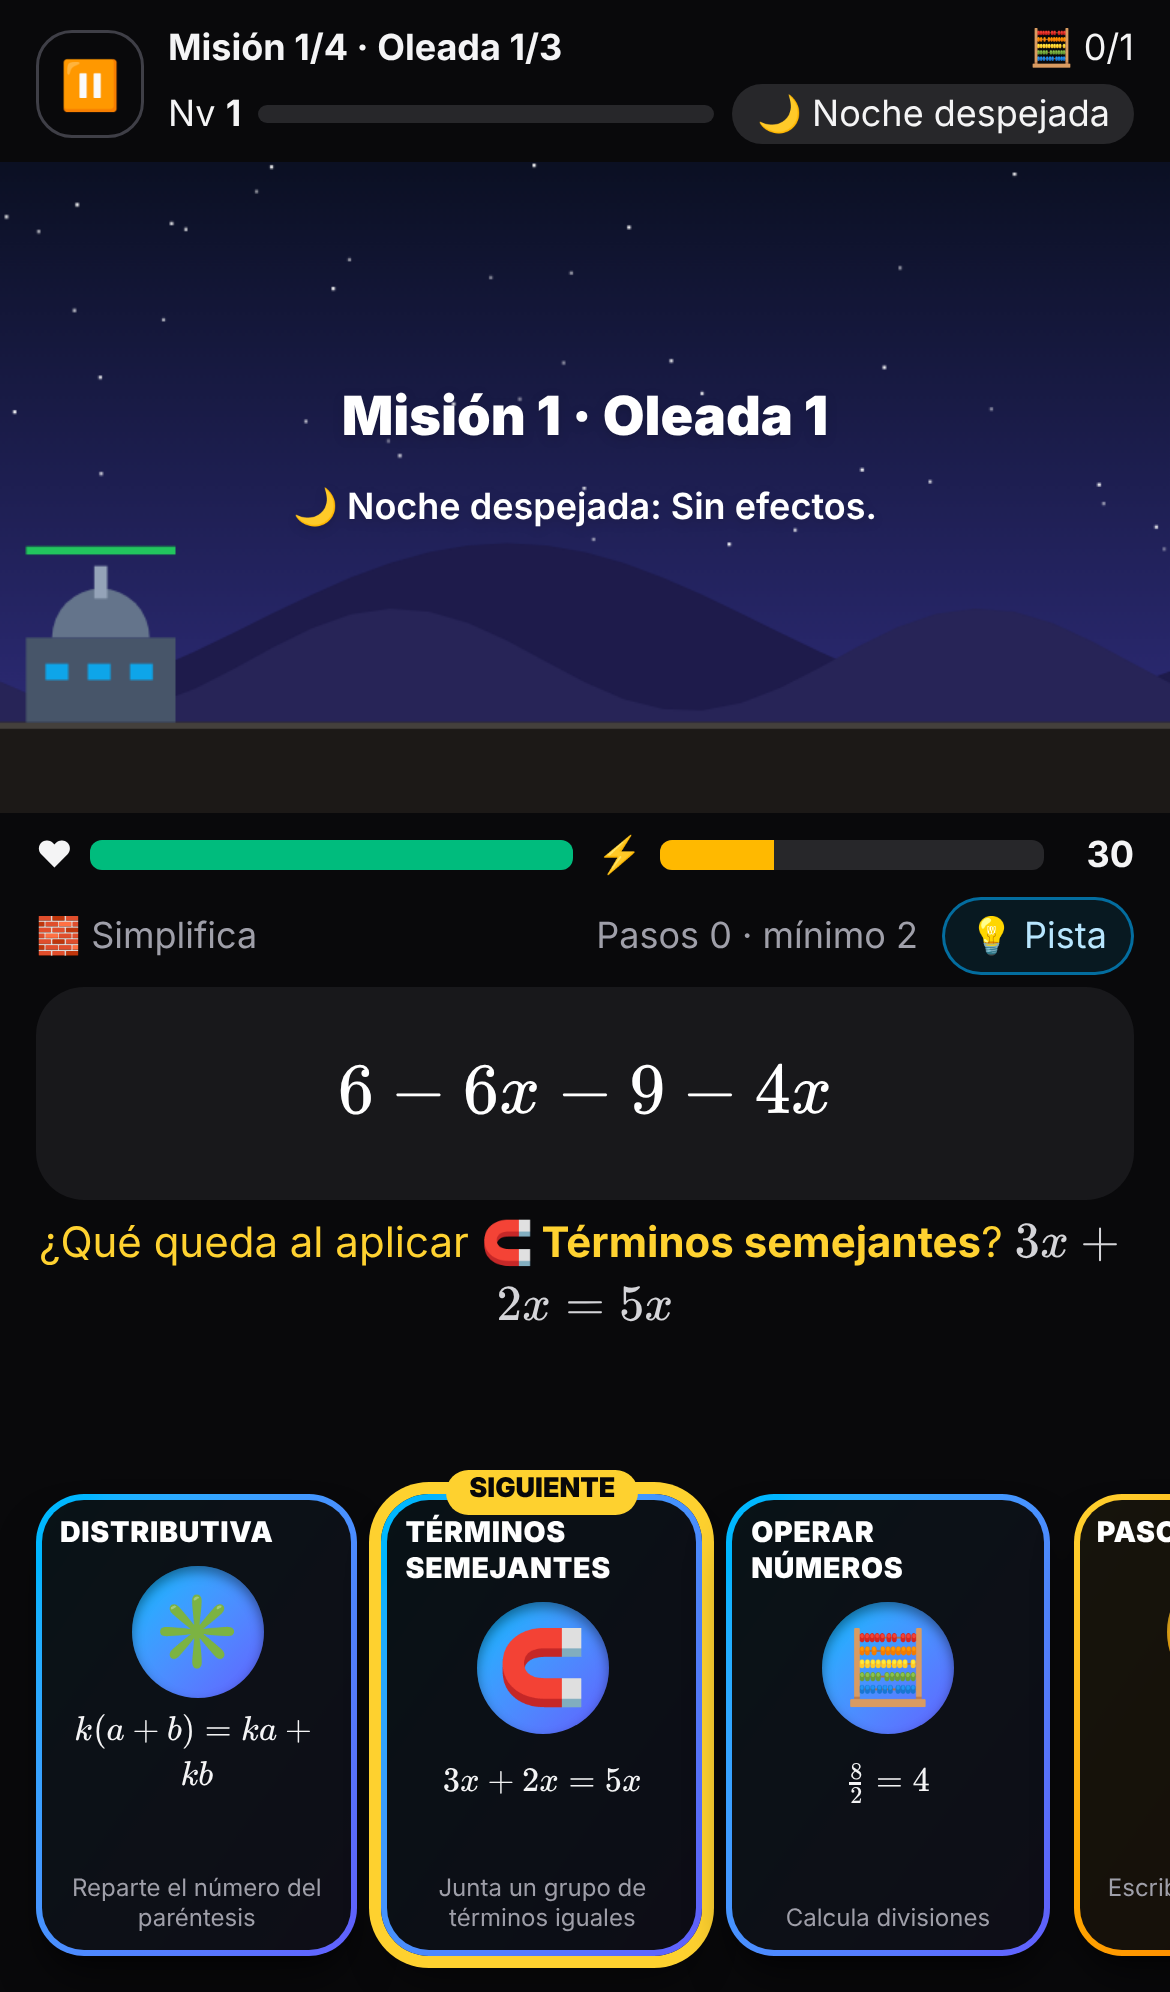 Misión 1/4 · Oleada 1/3
🧮 0/1
Nv 1
🌙 Noche despejada
Misión 1 · Oleada 1
🌙 Noche despejada: Sin efectos.
30
🧱 Simplifica
Pasos 0 · mínimo 2
💡 Pista
6 − 6x − 9 − 4x
¿Qué queda al aplicar 🧲 Términos semejantes? 3x +
2x = 5x
SIGUIENTE
DISTRIBUTIVA
k(a + b) = ka +
kb
Reparte el número del
paréntesis
TÉRMINOS
SEMEJANTES
3x + 2x = 5x
Junta un grupo de
términos iguales
OPERAR
NÚMEROS
8/2 = 4
Calcula divisiones